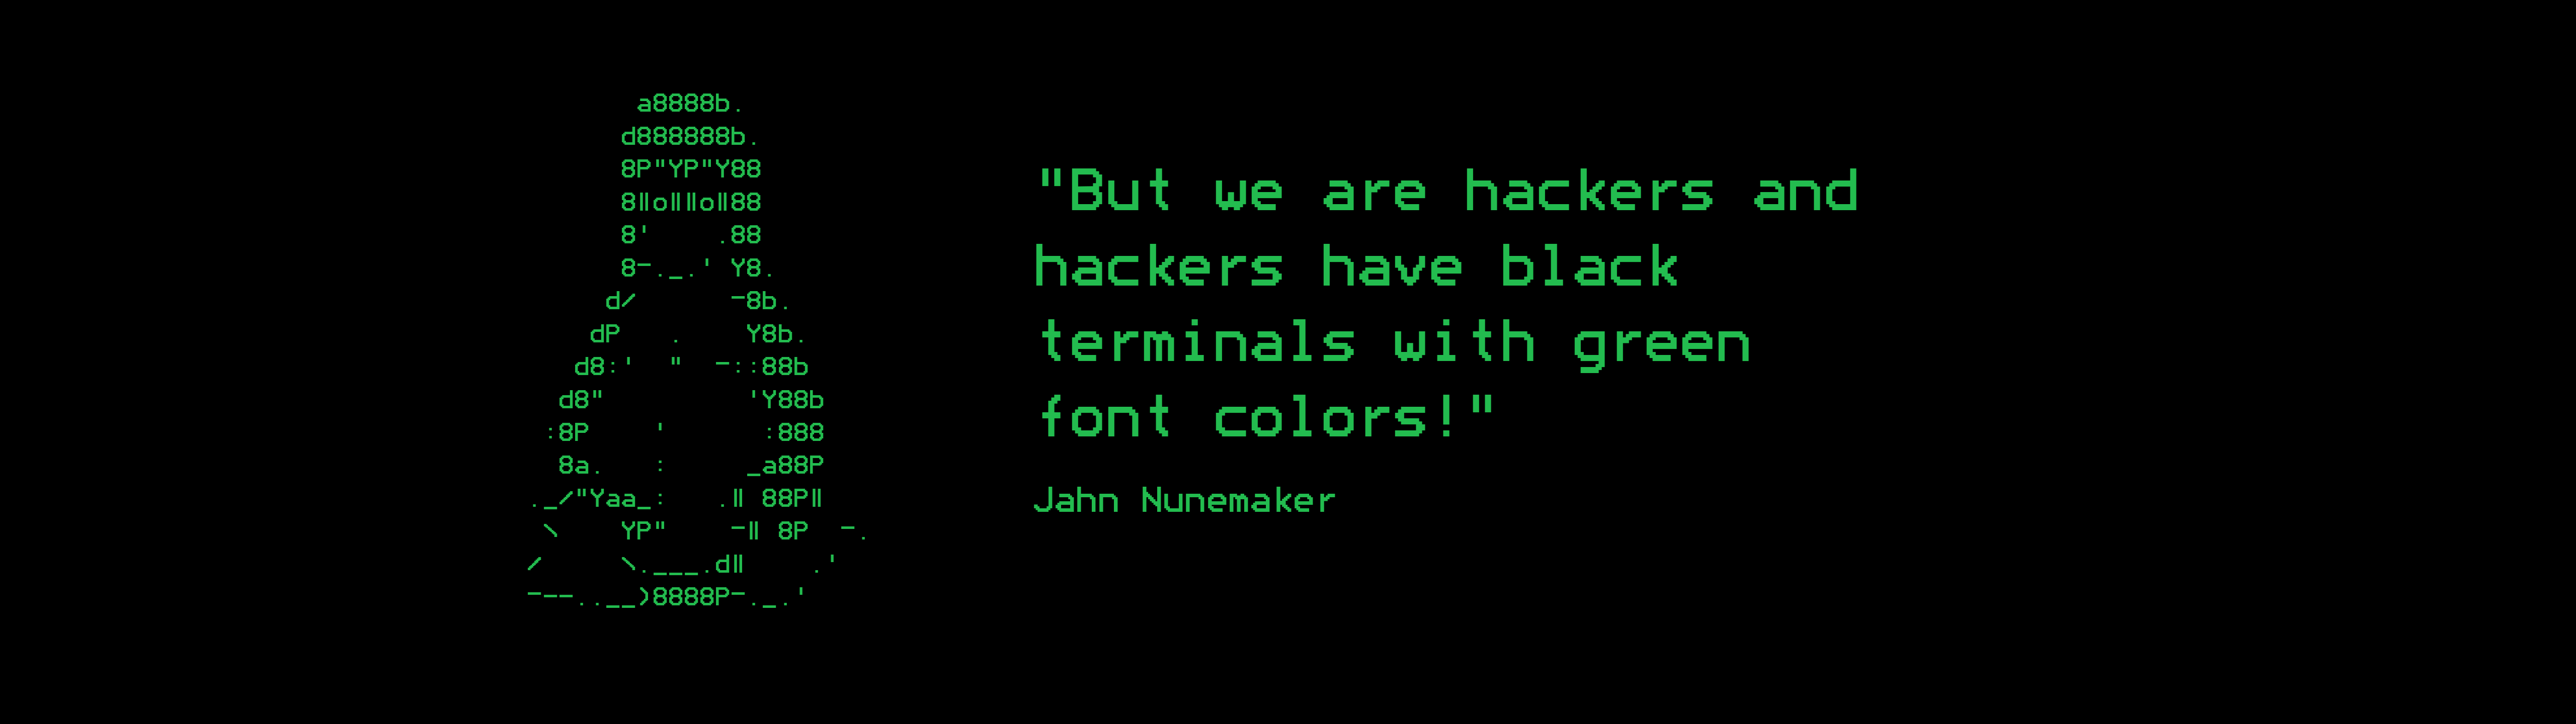 a8888b.
d888888b.
8P"YP"Y88
8||o||||o||88
8'    .88
8-._.' Y8.
d/      -8b.
dP   .    Y8b.
d8:'  "  -::88b
d8"         'Y88b
:8P    '      :888
8a.   :     _a88P
._/"Yaa_:   .|| 88P||
\    YP"    -|| 8P  -.
/     \.___.d||    .'
---..__)8888P-._.'
"But we are hackers and
hackers have black
terminals with green
font colors!"
Jahn Nunemaker